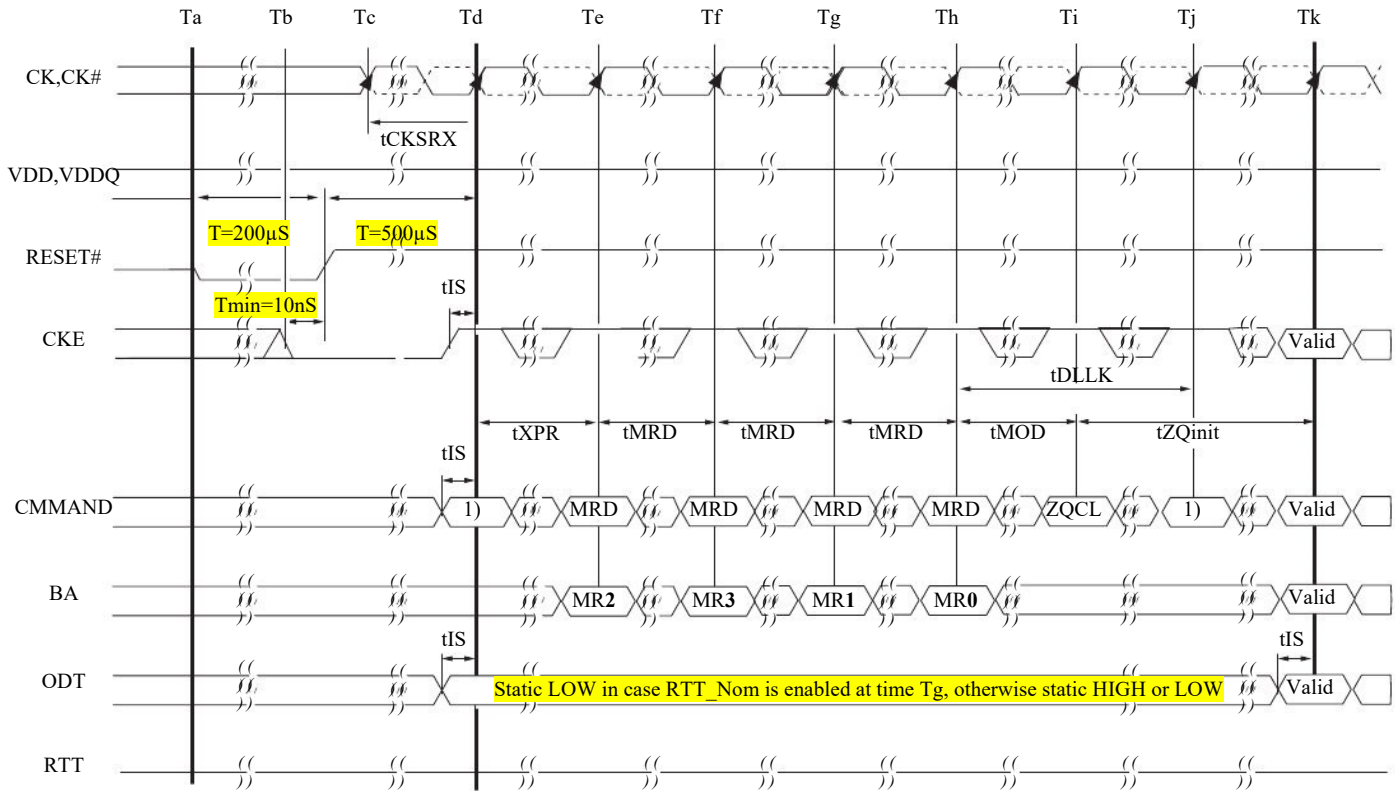 Ta Tb Tc Td Te Tf Tg Th Ti Tj Tk
CK,CK#
tCKSRX
VDD,VDDQ
T=200µS T=500µS
RESET#
Tmin=10nS tIS
CKE Valid
tDLLK
tXPR tMRD tMRD tMRD tMOD tZQinit
tIS
CMMAND 1) MRD MRD MRD MRD ZQCL 1) Valid
BA MR2 MR3 MR1 MR0 Valid
tIS tIS
ODT Static LOW in case RTT_Nom is enabled at time Tg, otherwise static HIGH or LOW Valid
RTT